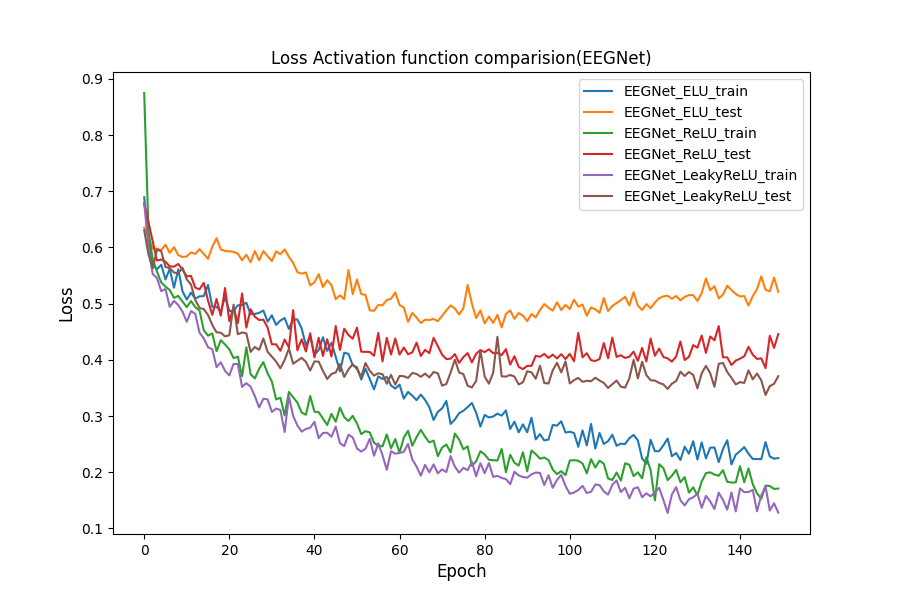 Loss Activation function comparision(EEGNet)
EEGNet_ELU_train
EEGNet_ELU_test
EEGNet_ReLU_train
EEGNet_ReLU_test
EEGNet_LeakyReLU_train
EEGNet_LeakyReLU_test
Loss
0.9
0.8
0.7
0.6
0.5
0.4
0.3
0.2
0.1
0 20 40 60 80 100 120 140
Epoch